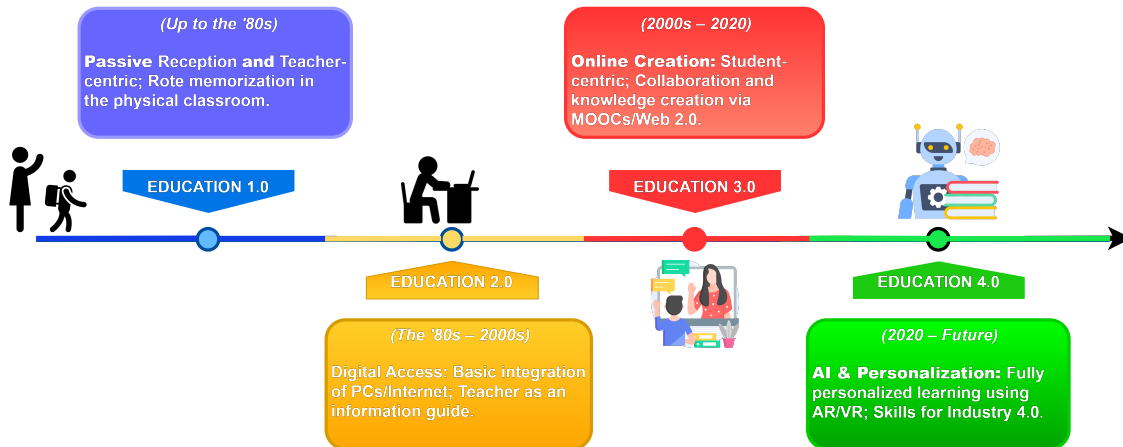 (Up to the '80s)
Passive Reception and Teacher-
centric; Rote memorization in
the physical classroom.
EDUCATION 1.0
(The '80s – 2000s)
Digital Access: Basic integration
of PCs/Internet; Teacher as an
information guide.
EDUCATION 2.0
(2000s – 2020)
Online Creation: Student-
centric; Collaboration and
knowledge creation via
MOOCs/Web 2.0.
EDUCATION 3.0
(2020 – Future)
AI & Personalization: Fully
personalized learning using
AR/VR; Skills for Industry 4.0.
EDUCATION 4.0